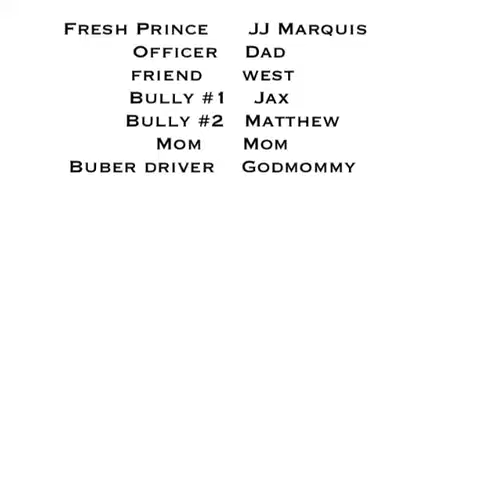 Fresh Prince JJ Marquis
Officer Dad
friend west
Bully #1 Jax
Bully #2 Matthew
Mom Mom
Buber driver Godmommy